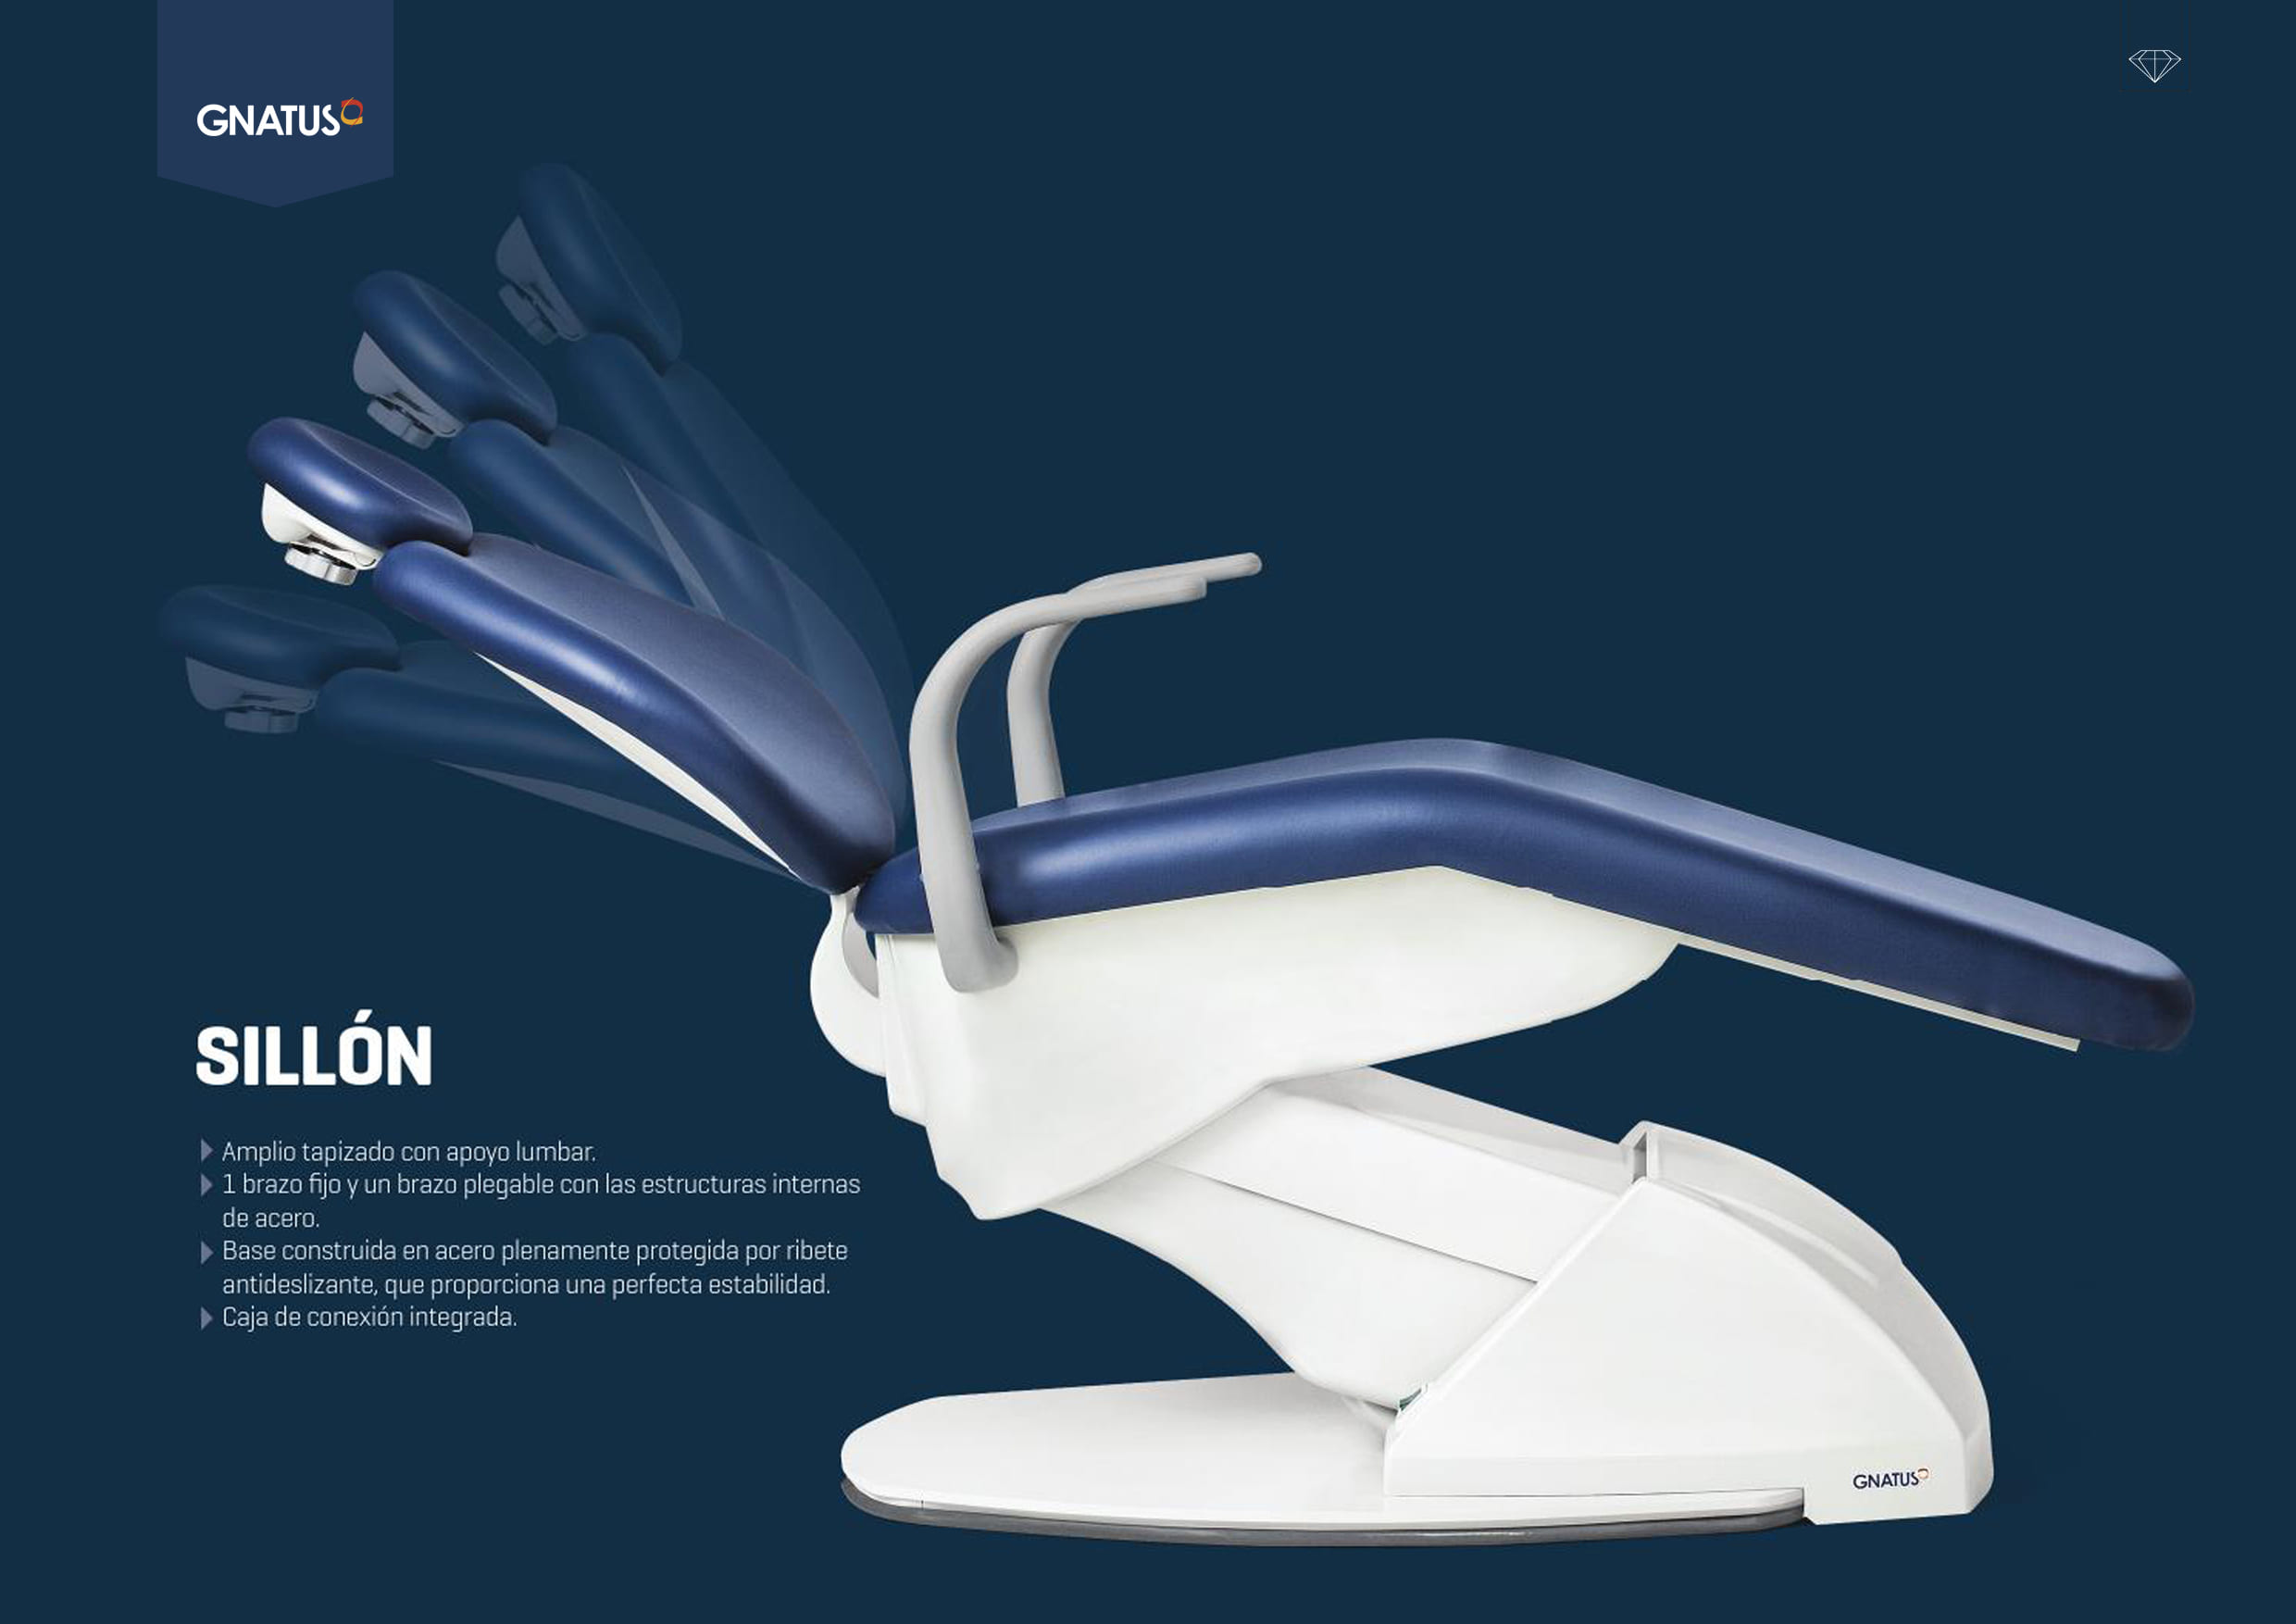 GNATUS
SILLÓN
Amplio tapizado con apoyo lumbar.
1 brazo fijo y un brazo plegable con las estructuras internas
de acero.
Base construida en acero plenamente protegida por ribete
antideslizante, que proporciona una perfecta estabilidad.
Caja de conexión integrada.
GNATUS